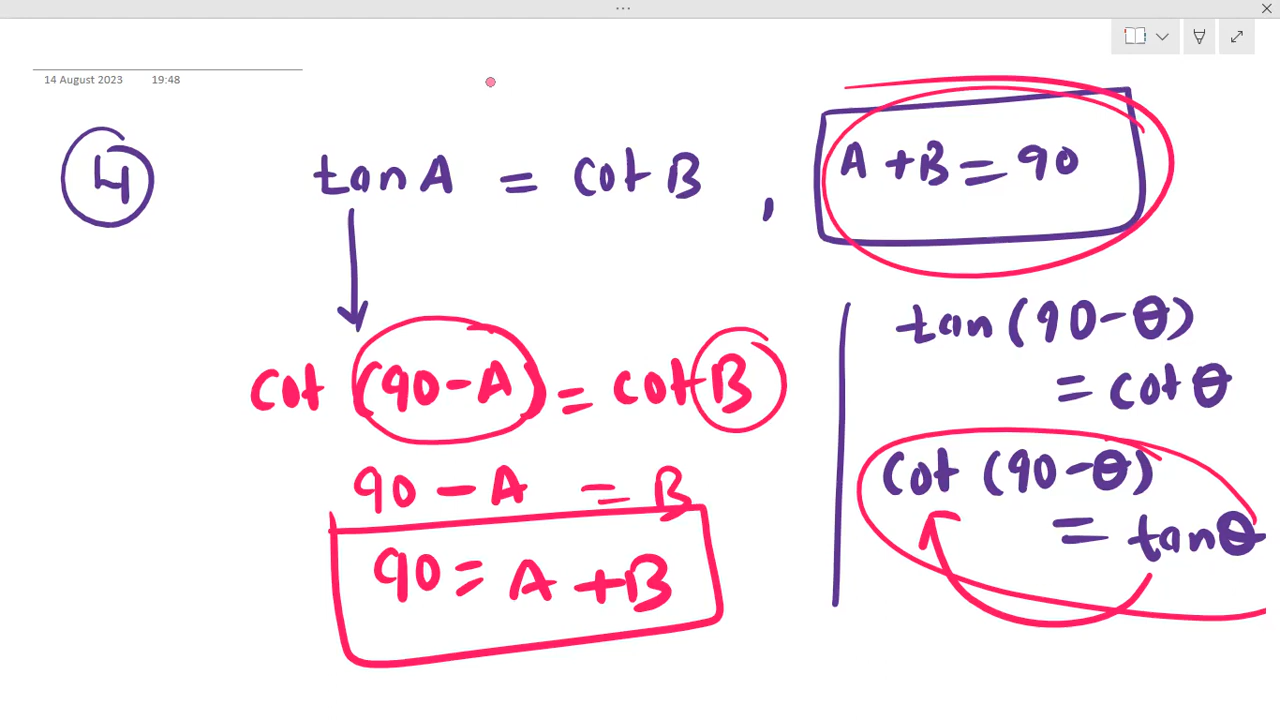 14 August 2023 19:48
4
tan A = cot B , A + B = 90
cot (90 - A) = cot B
90 - A = B
90 = A + B
tan (90 - θ)
= cot θ
cot (90 - θ)
= tan θ